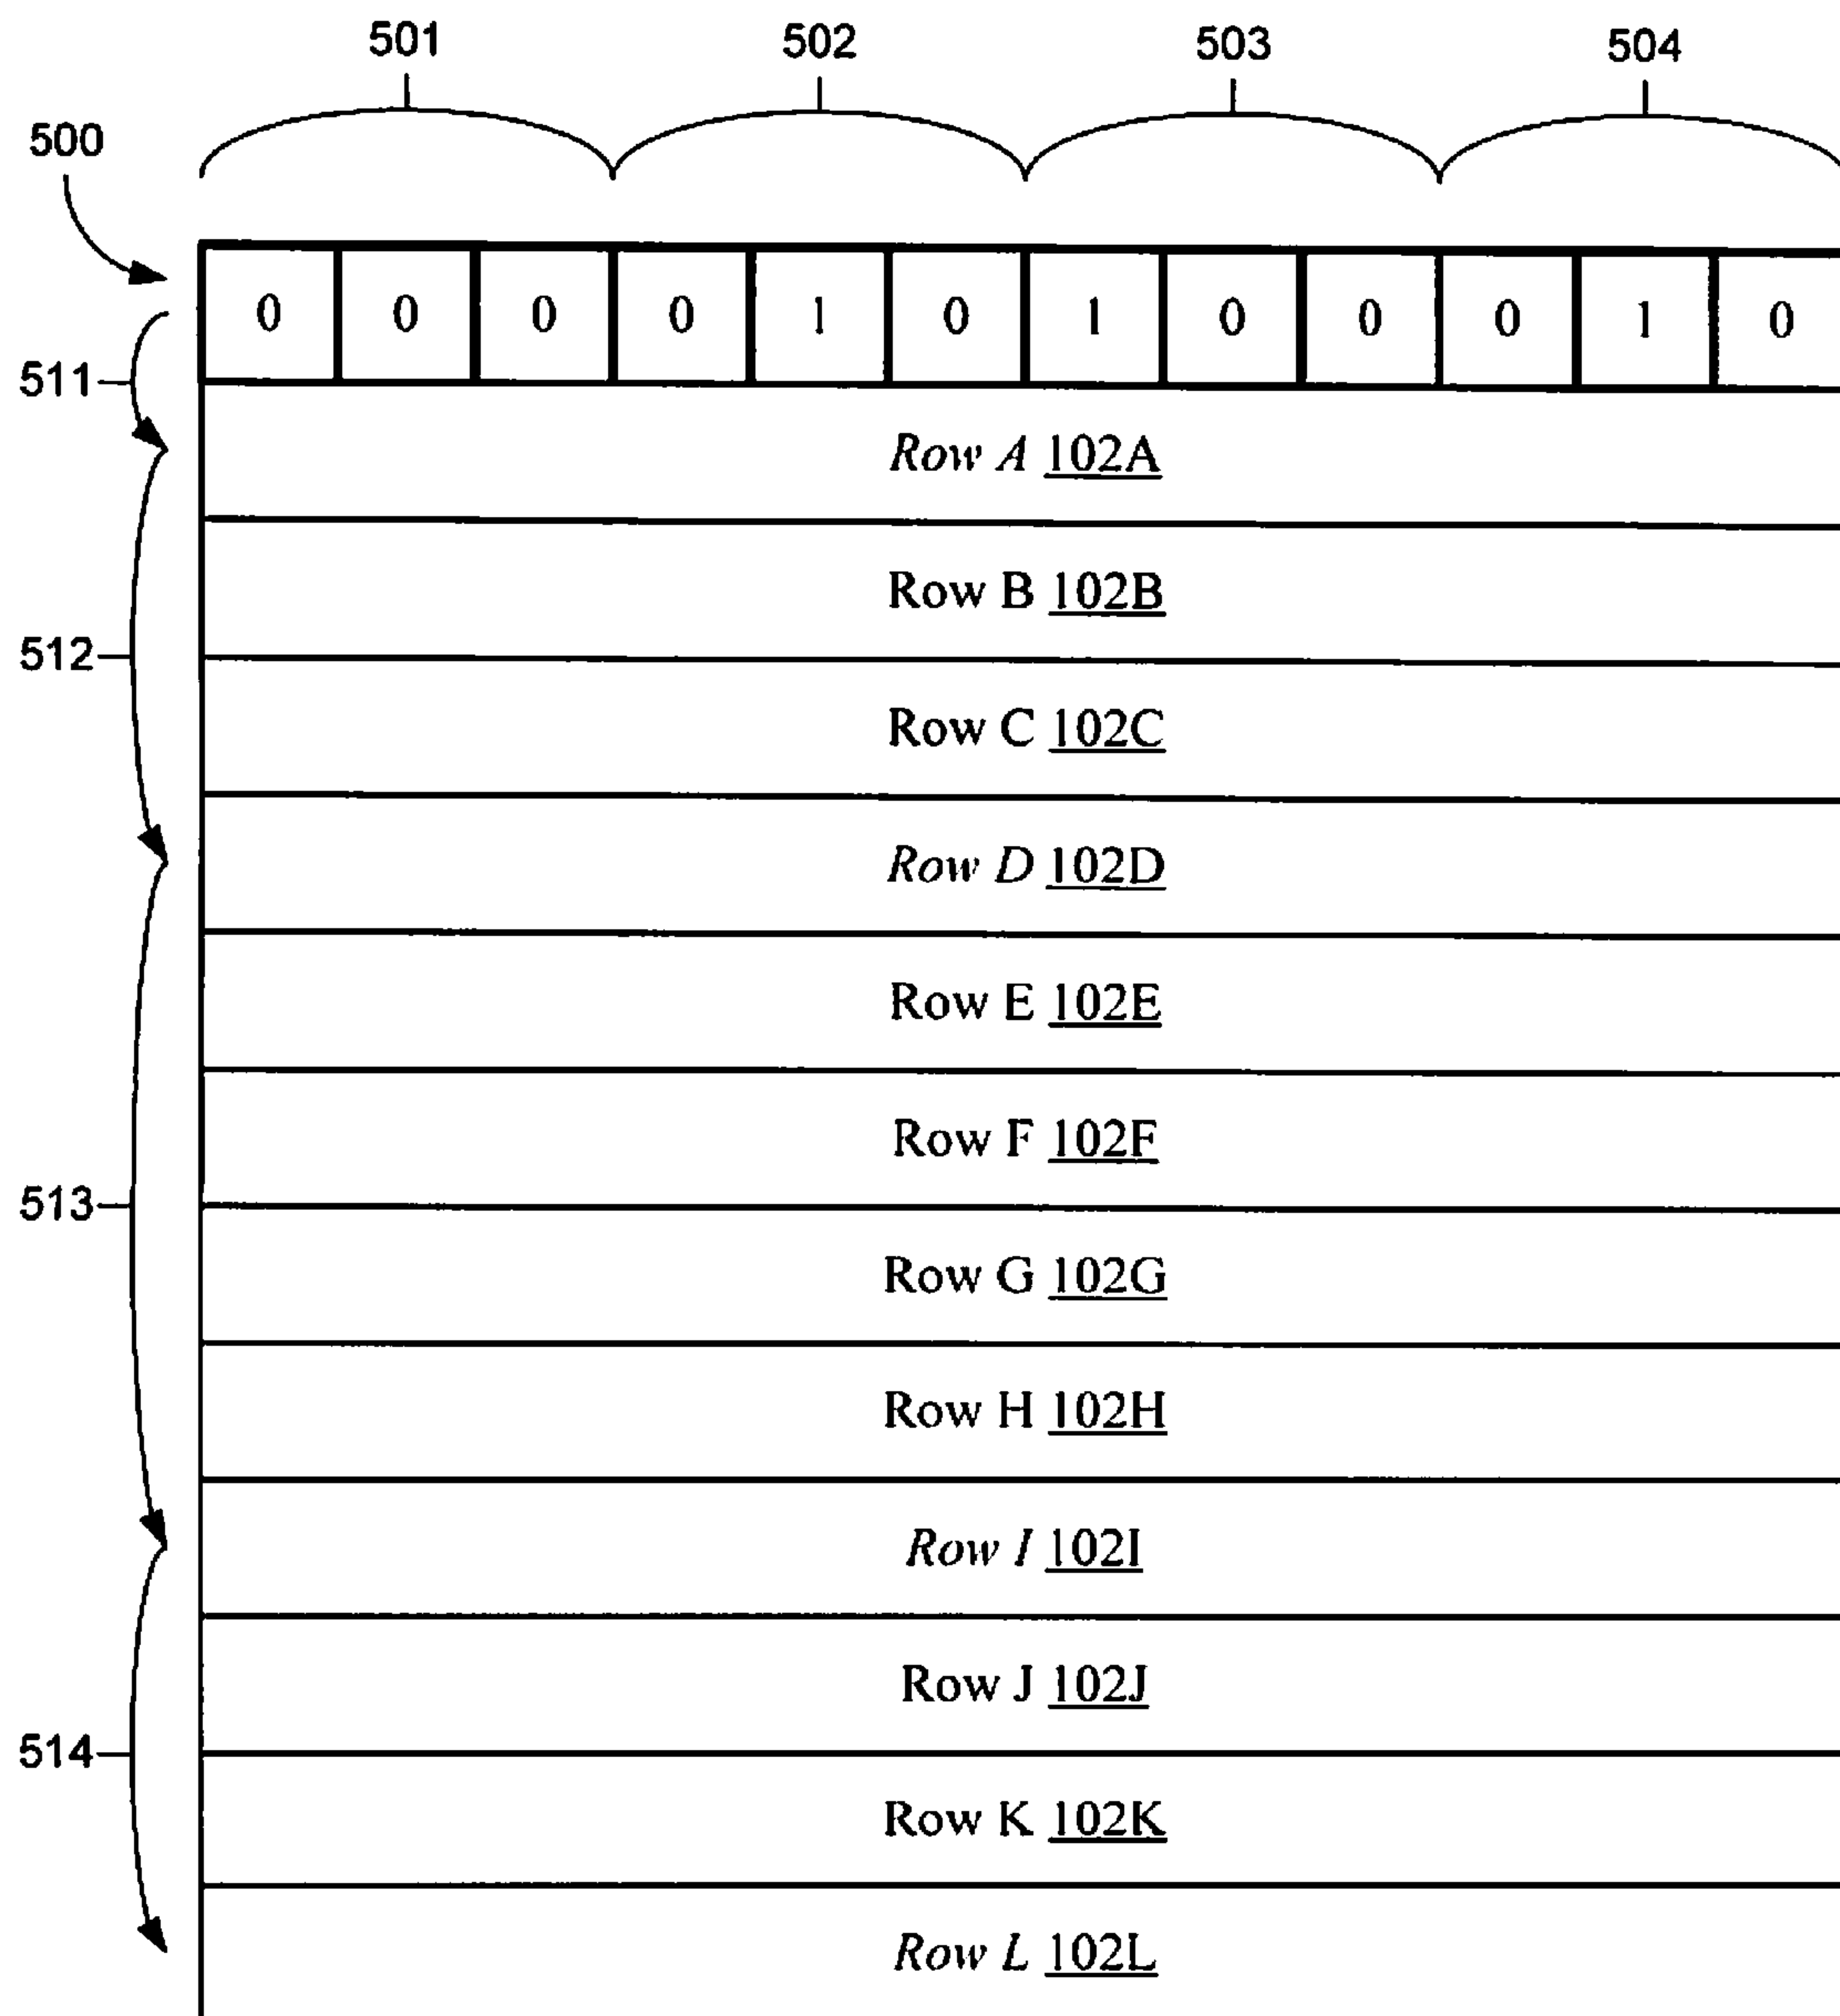 501 502 503 504
500
0 0 0 0 1 0 1 0 0 0 1 0
511
Row A 102A
Row B 102B
512
Row C 102C
Row D 102D
Row E 102E
Row F 102F
513
Row G 102G
Row H 102H
Row I 102I
Row J 102J
514
Row K 102K
Row L 102L